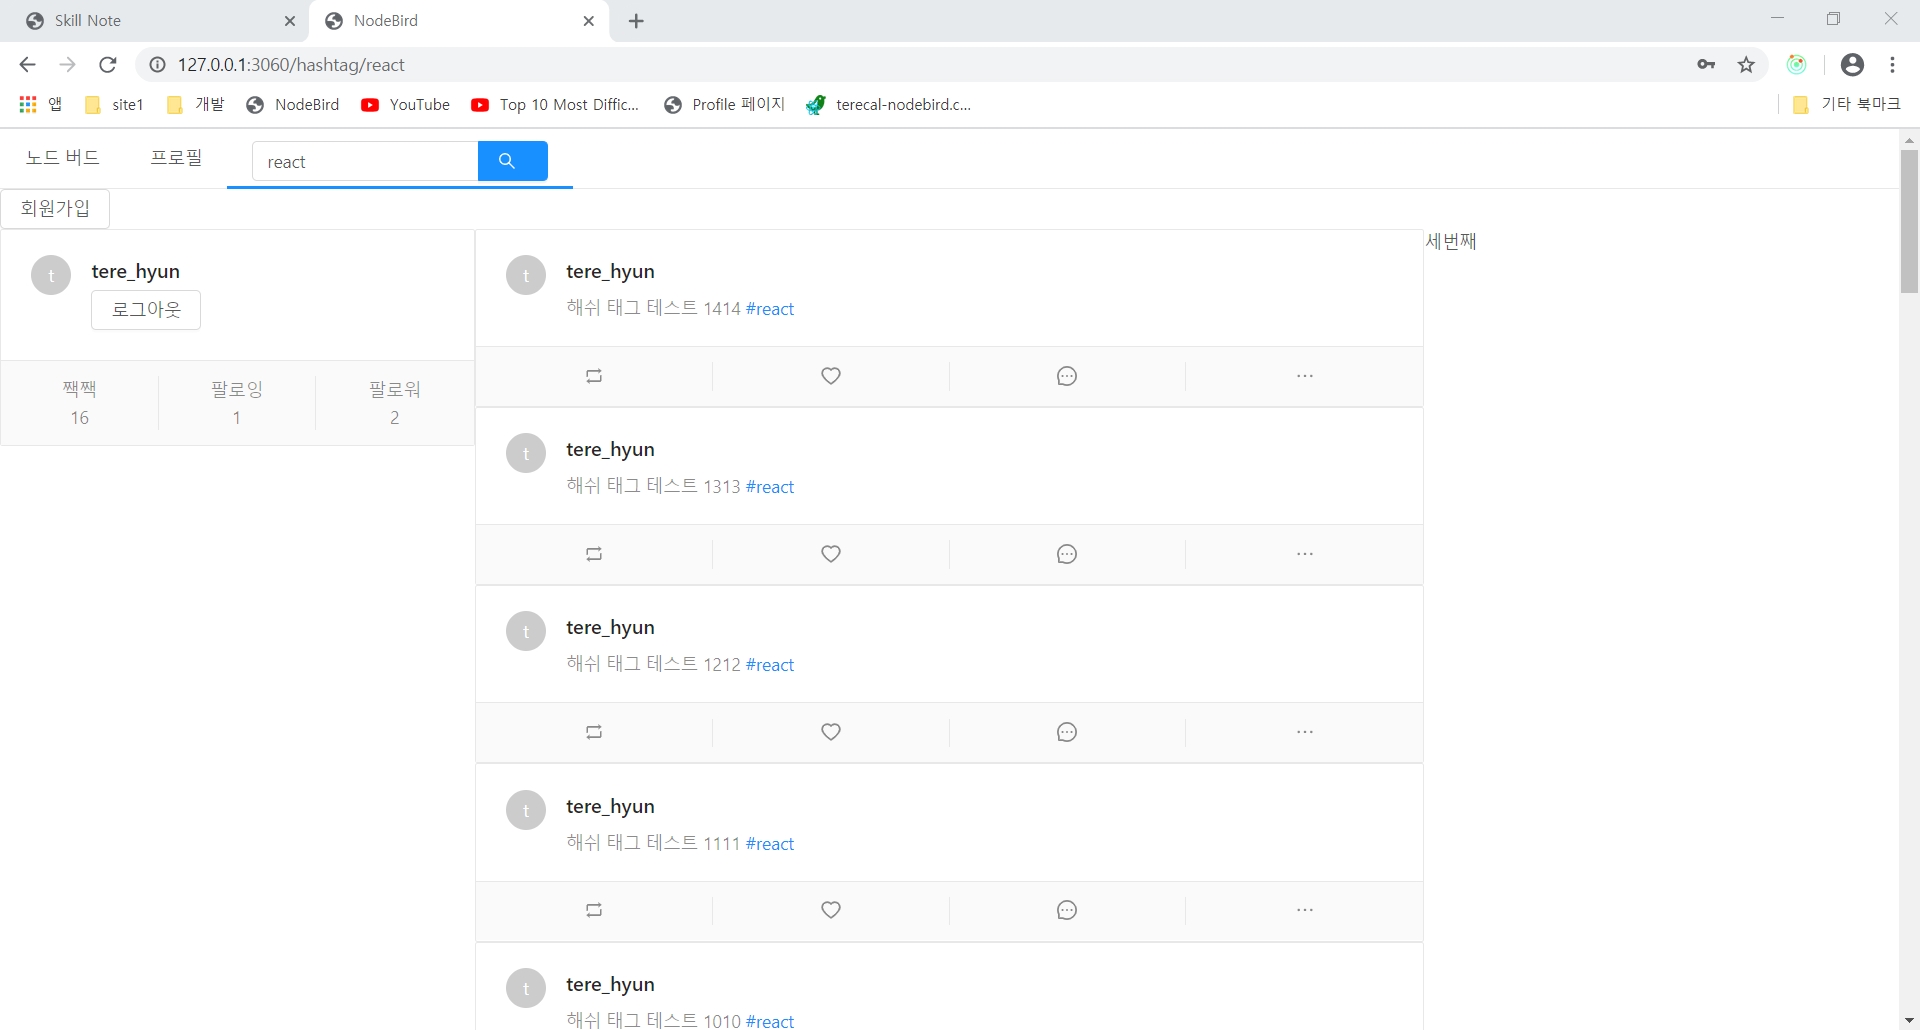 Skill Note
NodeBird
127.0.0.1:3060/hashtag/react
앱 site1 개발 NodeBird YouTube Top 10 Most Diffic... Profile 페이지 terecal-nodebird.c... 기타 북마크
노드 버드 프로필 react
회원가입
t tere_hyun
로그아웃
짹짹 팔로잉 팔로워
16 1 2
t tere_hyun
해쉬 태그 테스트 1414 #react
t tere_hyun
해쉬 태그 테스트 1313 #react
t tere_hyun
해쉬 태그 테스트 1212 #react
t tere_hyun
해쉬 태그 테스트 1111 #react
t tere_hyun
해쉬 태그 테스트 1010 #react
세번째